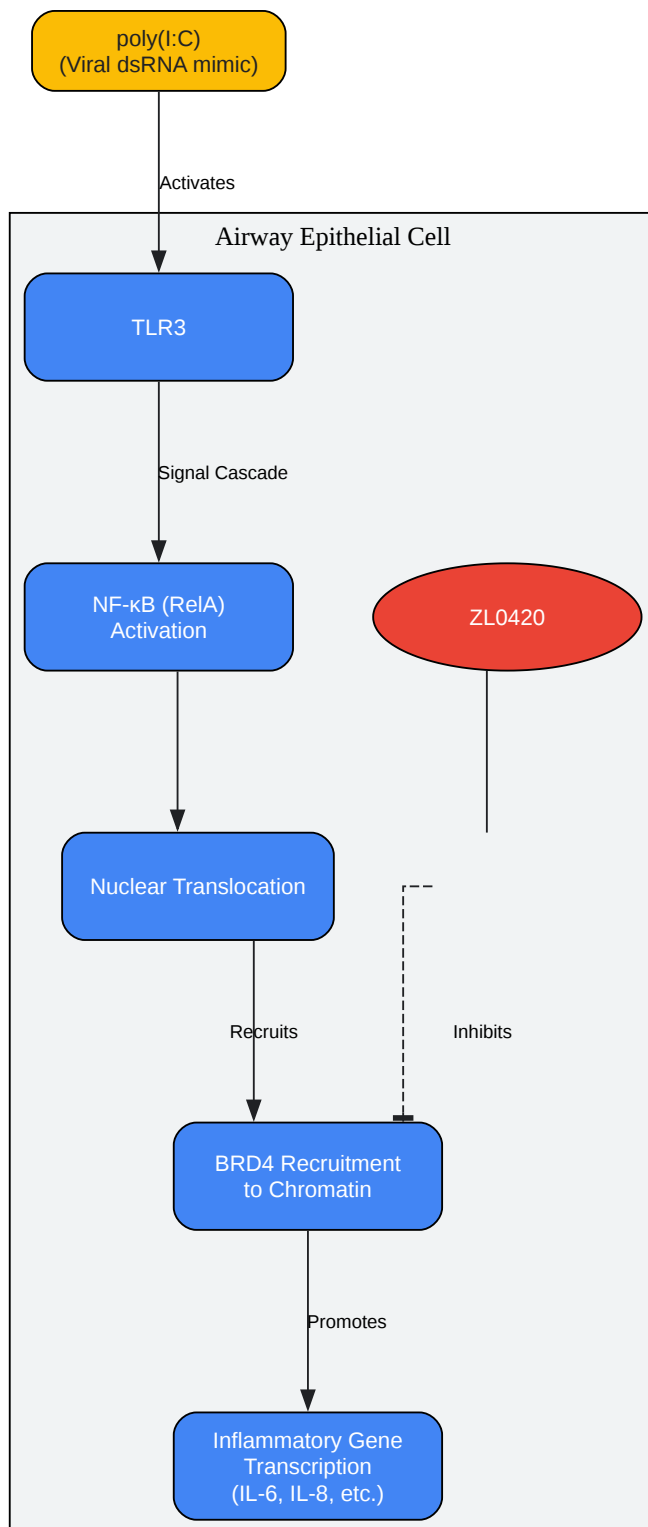 poly(I:C)
(Viral dsRNA mimic)
Activates
Airway Epithelial Cell
TLR3
Signal Cascade
NF-κB (RelA)
Activation
ZL0420
Nuclear Translocation
Recruits
Inhibits
BRD4 Recruitment
to Chromatin
Promotes
Inflammatory Gene
Transcription
(IL-6, IL-8, etc.)